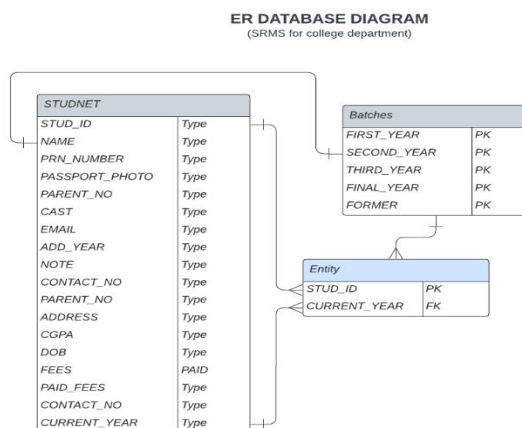 ER DATABASE DIAGRAM
(SRMS for college department)
STUDNET
STUD_ID Type
NAME Type
PRN_NUMBER Type
PASSPORT_PHOTO Type
PARENT_NO Type
CAST Type
EMAIL Type
ADD_YEAR Type
NOTE Type
CONTACT_NO Type
PARENT_NO Type
ADDRESS Type
CGPA Type
DOB Type
FEES PAID
PAID_FEES Type
CONTACT_NO Type
CURRENT_YEAR Type
Batches
FIRST_YEAR PK
SECOND_YEAR PK
THIRD_YEAR PK
FINAL_YEAR PK
FORMER PK
Entity
STUD_ID PK
CURRENT_YEAR FK